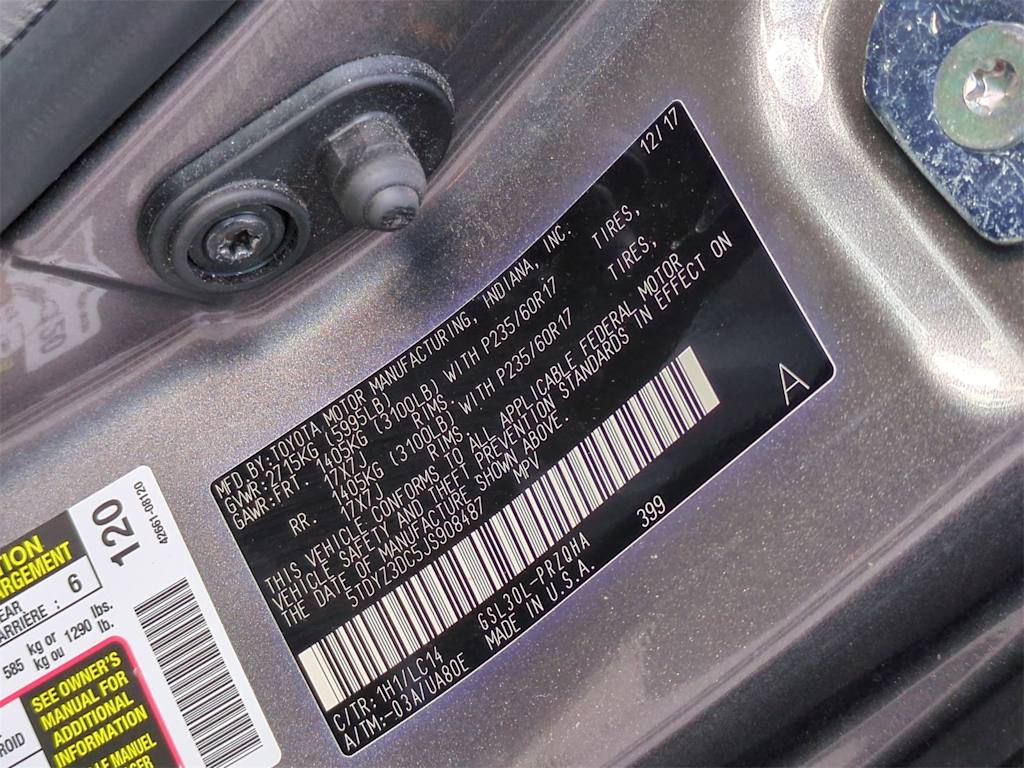 MFD.BY:TOYOTA MOTOR MANUFACTURING, INDIANA, INC. 12/17
GVWR:2715KG (5995LB)
GAWR:FRT. 1405KG (3100LB) WITH P235/60R17 TIRES,
17X7J RIMS
RR. 1405KG (3100LB) WITH P235/60R17 TIRES,
17X7J RIMS
THIS VEHICLE CONFORMS TO ALL APPLICABLE FEDERAL MOTOR
VEHICLE SAFETY AND THEFT PREVENTION STANDARDS IN EFFECT ON
THE DATE OF MANUFACTURE SHOWN ABOVE.
5TDYZ3DC5JS908487 MPV
A
399
C/TR:1H1/LC14 GSL30L-PRZQHA
A/TM:-03A/UA80E MADE IN U.S.A.
120
42661-08120
6
585 kg or 1290 lbs.
kg ou lb.
SEE OWNER'S
MANUAL FOR
ADDITIONAL
INFORMATION